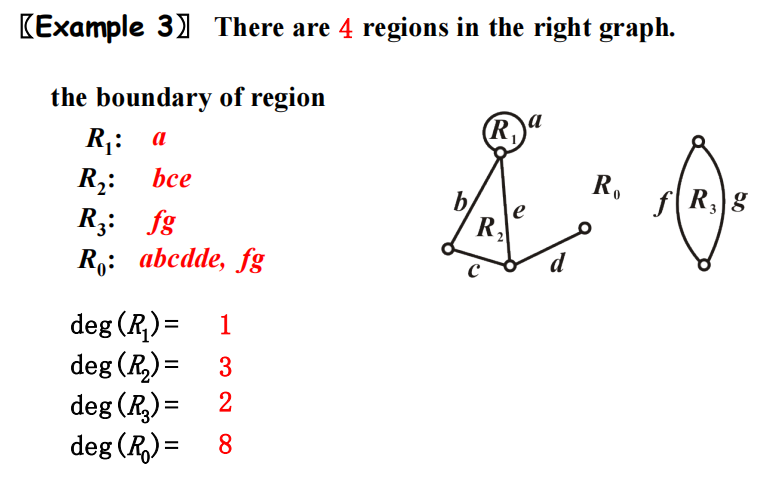 〖Example 3〗 There are 4 regions in the right graph.
the boundary of region
R₁: a
R₂: bce
R₃: fg
R₀: abcdde, fg
deg(R₁)= 1
deg(R₂)= 3
deg(R₃)= 2
deg(R₀)= 8
R₁ a
b R₂ e
c d
R₀
f R₃ g